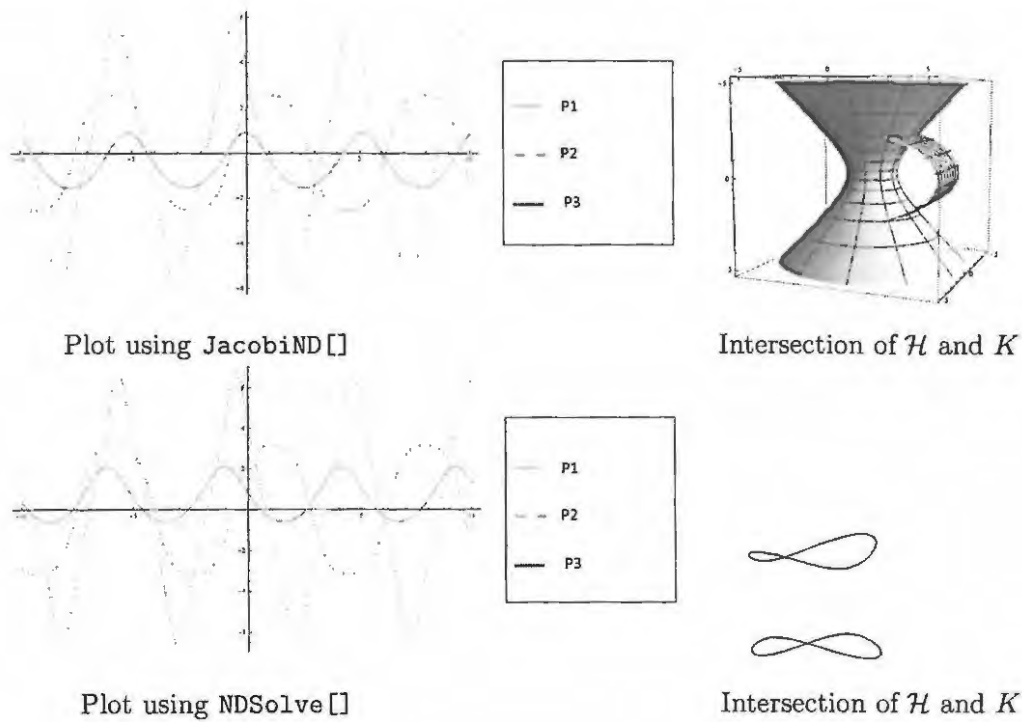 P1
P2
P3
Plot using JacobiND[]
Intersection of ℋ and K
P1
P2
P3
Plot using NDSolve[]
Intersection of ℋ and K